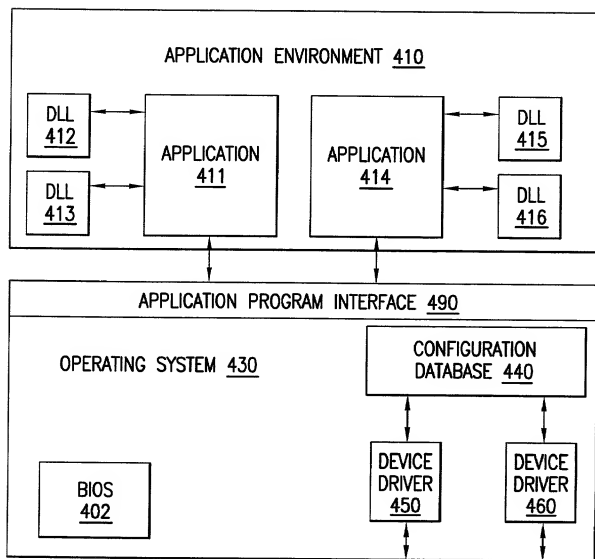 APPLICATION ENVIRONMENT 410
DLL
412
DLL
413
APPLICATION
411
APPLICATION
414
DLL
415
DLL
416
APPLICATION PROGRAM INTERFACE 490
OPERATING SYSTEM 430
CONFIGURATION
DATABASE 440
BIOS
402
DEVICE
DRIVER
450
DEVICE
DRIVER
460